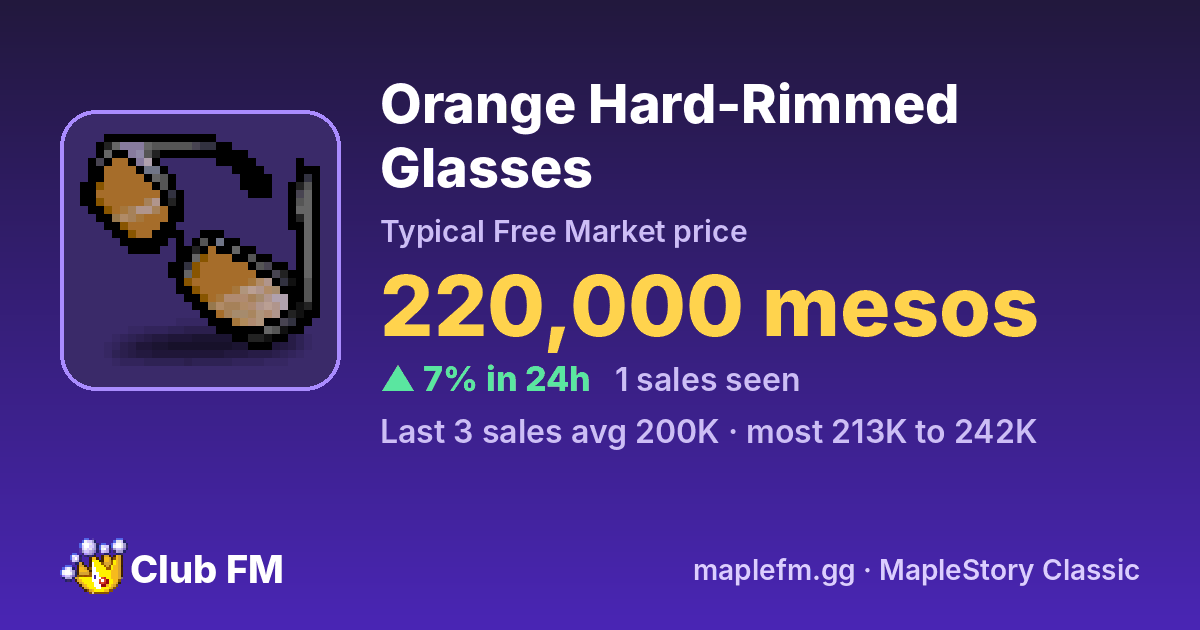 Orange Hard-Rimmed
Glasses
Typical Free Market price
220,000 mesos
▲ 7% in 24h 1 sales seen
Last 3 sales avg 200K · most 213K to 242K
Club FM
maplefm.gg · MapleStory Classic